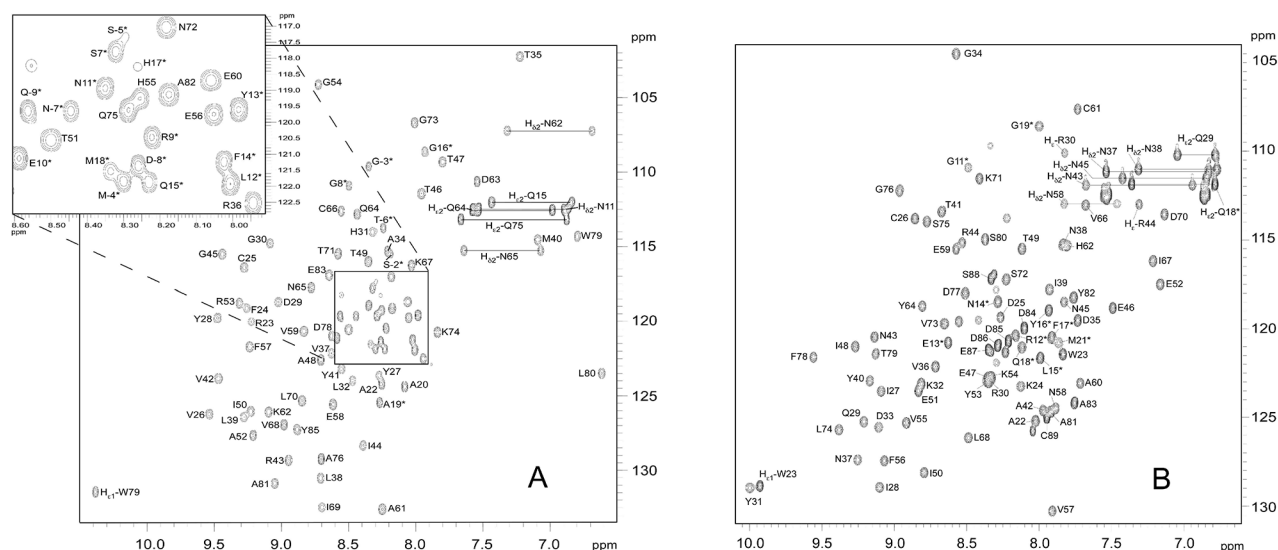 ppm
117.0
117.5
118.0
118.5
119.0
119.5
120.0
120.5
121.0
121.5
122.0
122.5
N72
S-5*
S7*
H17*
N11*
H55
A82
E60
Q-9*
N-7*
Y13*
Q75
E56
T51
R9*
E10*
M18*
D-8*
F14*
Q15*
L12*
M-4*
R36
8.60
8.50
8.40
8.30
8.20
8.10
8.00
ppm
ppm
T35
G54
105
G73
Hδ2-N62
G16*
T47
G-3*
110
G8*
D63
T46
Hε2-Q15
C66
Q64
Hε2-Q64
Hδ2-N11
T-6*
Hε2-Q75
H31
A34
M40
W79
G30
115
T71
T49
Hδ2-N65
G45
C25
S-2*
K67
E83
N65
R53
F24
D29
Y28
R23
120
V59
D78
K74
F57
V37
A48
Y41
Y27
V42
L32
A22
A20
L80
L70
A19*
I50
K62
E58
125
V26
L39
V68
Y85
A52
I44
R43
A76
130
A81
L38
Hε1-W79
A
I69
A61
10.0
9.5
9.0
8.5
8.0
7.5
7.0
ppm
ppm
G34
105
C61
G19*
Hε-R30
Hε2-Q29
110
G11*
Hδ2-N37
Hδ2-N38
Hδ2-N45
G76
K71
Hδ2-N43
T41
Hδ2-N58
C26
S75
V66
Hε-R44
Hε2-Q18*
D70
R44
S80
N38
115
E59
T49
H62
I67
S88
S72
D77
I39
E52
Y64
N14*
D25
Y82
E46
V73
D84
D35
N43
D85
Y16*
F17*
120
I48
E13*
D86
R12*
M21*
F78
T79
E87
W23
V36
Q18*
L15*
Y40
E47
K54
I27
K32
A60
E51
Y53
R30
K24
N58
A42
A83
Q29
D33
V55
125
L74
A22
A81
L68
C89
N37
F56
I50
Hε1-W23
I28
B
Y31
V57
130
10.0
9.5
9.0
8.5
8.0
7.5
7.0
ppm